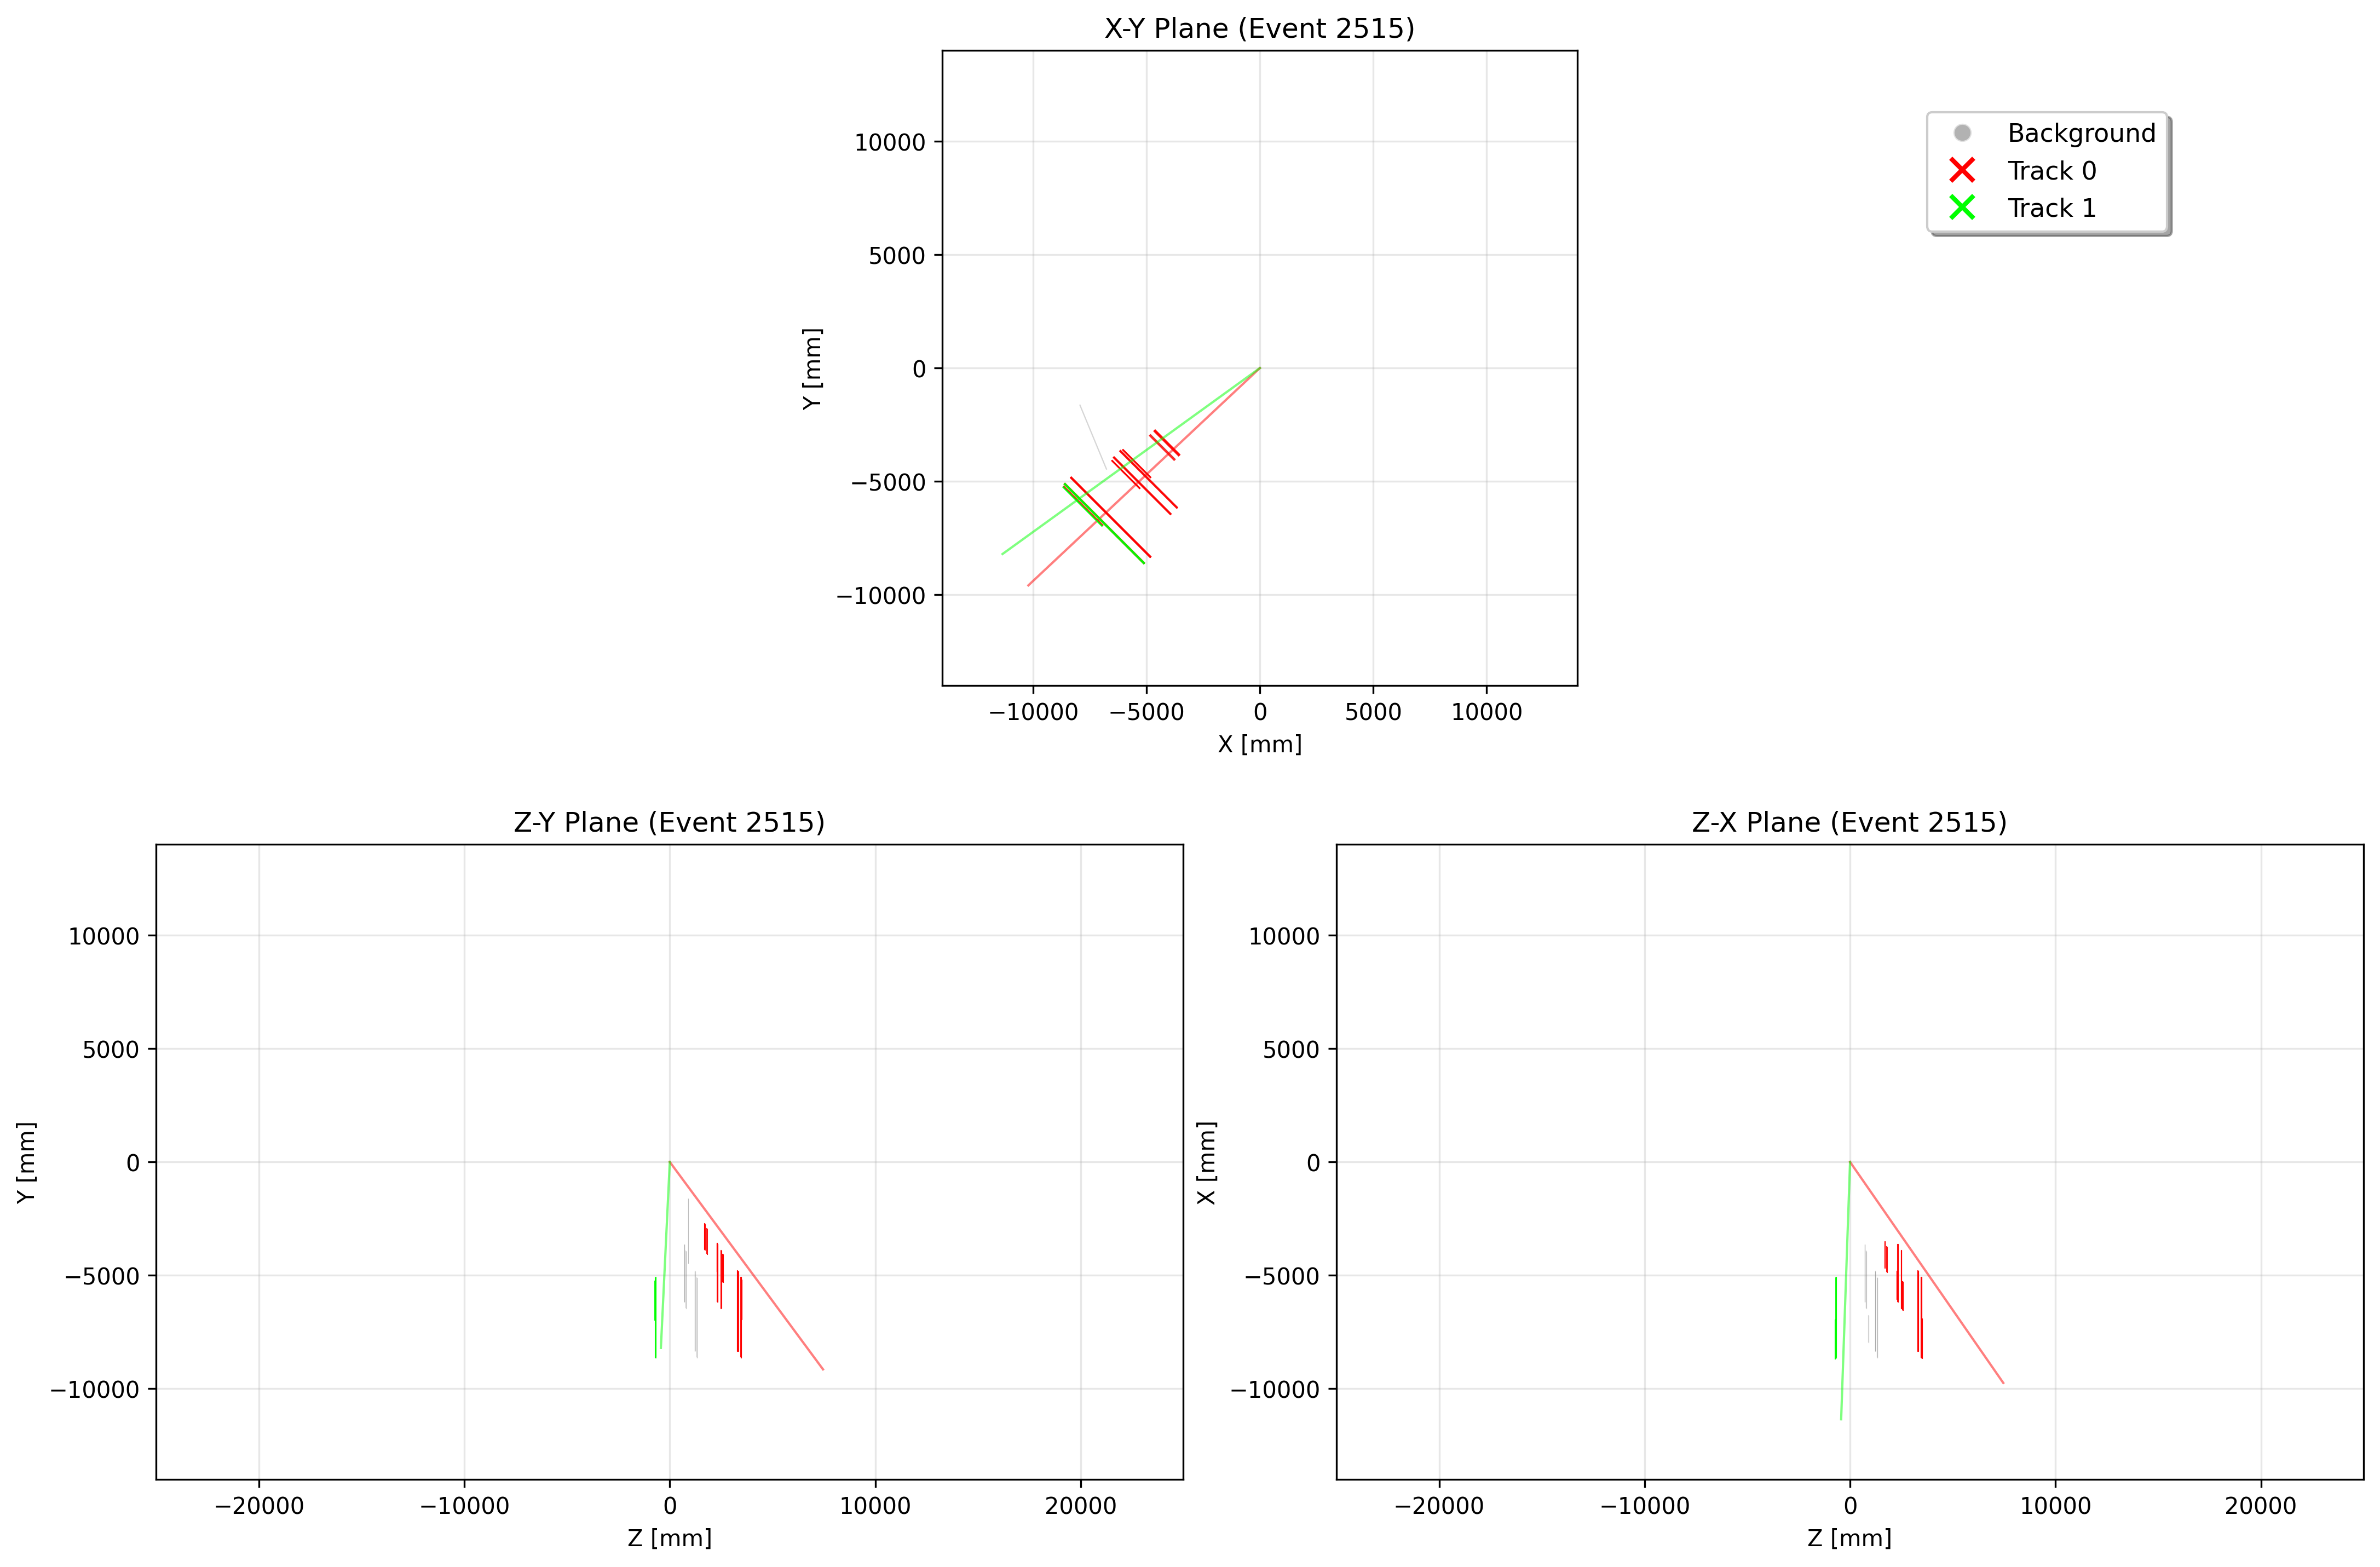 X-Y Plane (Event 2515)
Y [mm]
10000
5000
0
−5000
−10000
−10000 −5000 0 5000 10000
X [mm]
Background
Track 0
Track 1
Z-Y Plane (Event 2515)
Y [mm]
10000
5000
0
−5000
−10000
−20000 −10000 0 10000 20000
Z [mm]
Z-X Plane (Event 2515)
X [mm]
10000
5000
0
−5000
−10000
−20000 −10000 0 10000 20000
Z [mm]